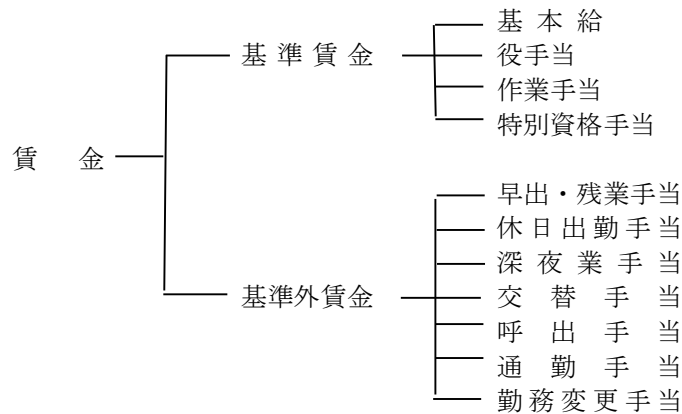 賃金
基準賃金
基本給
役手当
作業手当
特別資格手当
基準外賃金
早出・残業手当
休日出勤手当
深夜業手当
交替手当
呼出手当
通勤手当
勤務変更手当